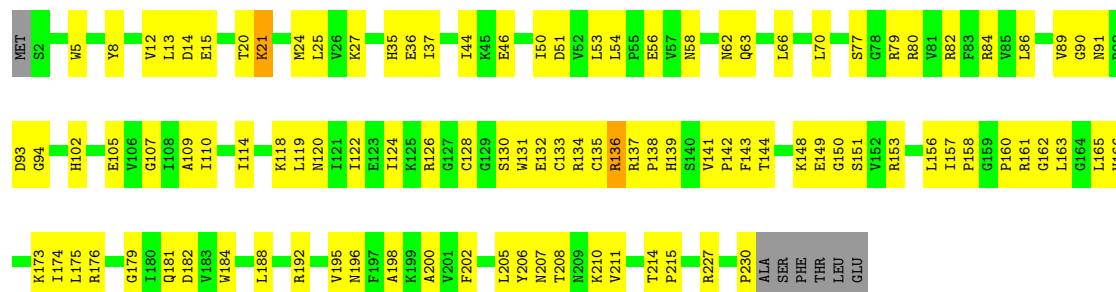 MET S2 W5 Y8 V12 L13 D14 E15 T20 K21 M24 L25 V26 K27 H35 E36 I37 I44 K45 E46 I50 D51 V52 L53 L54 P55 E56 V57 N58 N62 Q63 L66 L70 S77 G78 R79 R80 V81 R82 F83 R84 V85 L86 V89 G90 N91
D93 G94 H102 E105 V106 G107 I108 A109 I110 I114 K118 L119 N120 I121 I122 E123 I124 K125 R126 G127 C128 G129 S130 W131 E132 C133 R134 C135 R136 R137 P138 H139 S140 V141 P142 F143 T144 K148 E149 G150 S151 V152 R153 L156 I157 P158 G159 P160 R161 G162 L163 G164 L165
K173 I174 L175 R176 G179 I180 Q181 D182 V183 W184 L188 R192 V195 N196 F197 A198 K199 A200 V201 F202 L205 Y206 N207 T208 N209 K210 V211 T214 P215 R227 P230 ALA SER PHE THR LEU GLU